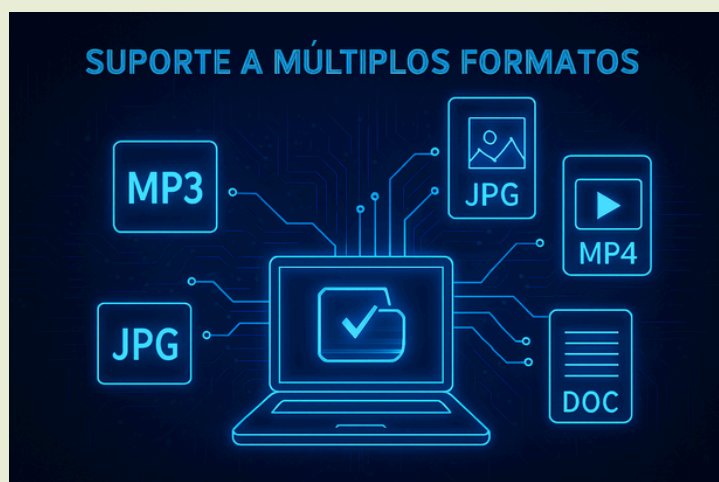 SUPORTE A MÚLTIPLOS FORMATOS
MP3
JPG
MP4
JPG
DOC